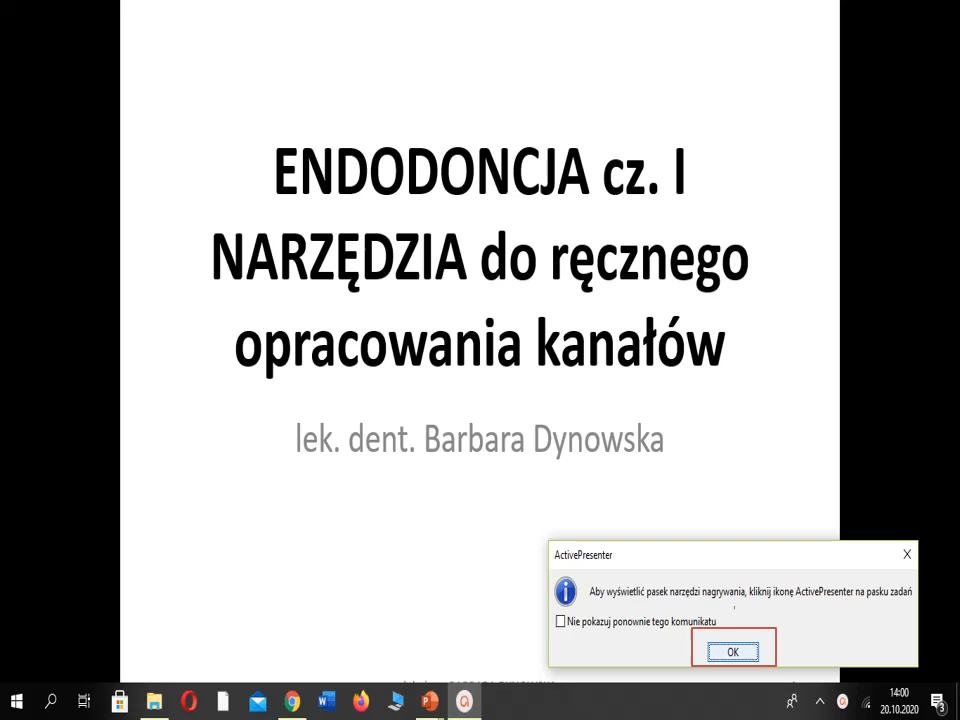 ENDODONCJA cz. I
NARZĘDZIA do ręcznego
opracowania kanałów
lek. dent. Barbara Dynowska
ActivePresenter
Aby wyświetlić pasek narzędzi nagrywania, kliknij ikonę ActivePresenter na pasku zadań
Nie pokazuj ponownie tego komunikatu
OK
14:00
20.10.2020
3